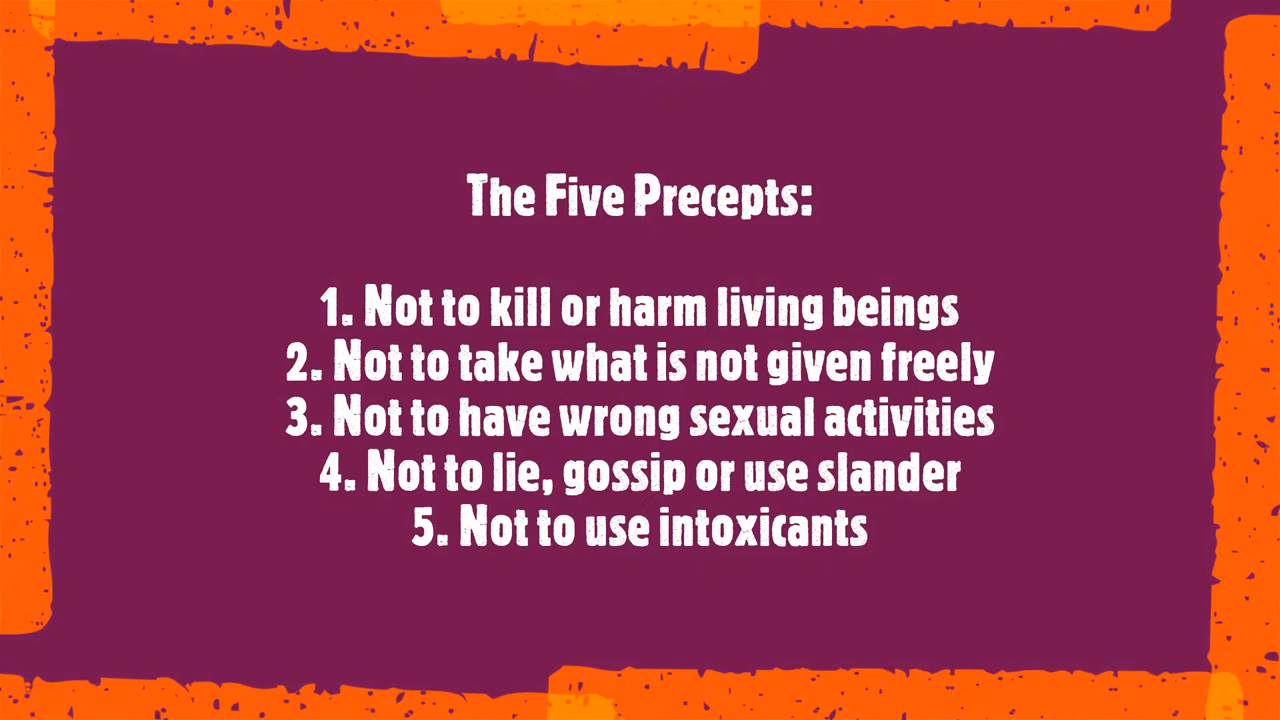 The Five Precepts:
1. Not to kill or harm living beings
2. Not to take what is not given freely
3. Not to have wrong sexual activities
4. Not to lie, gossip or use slander
5. Not to use intoxicants